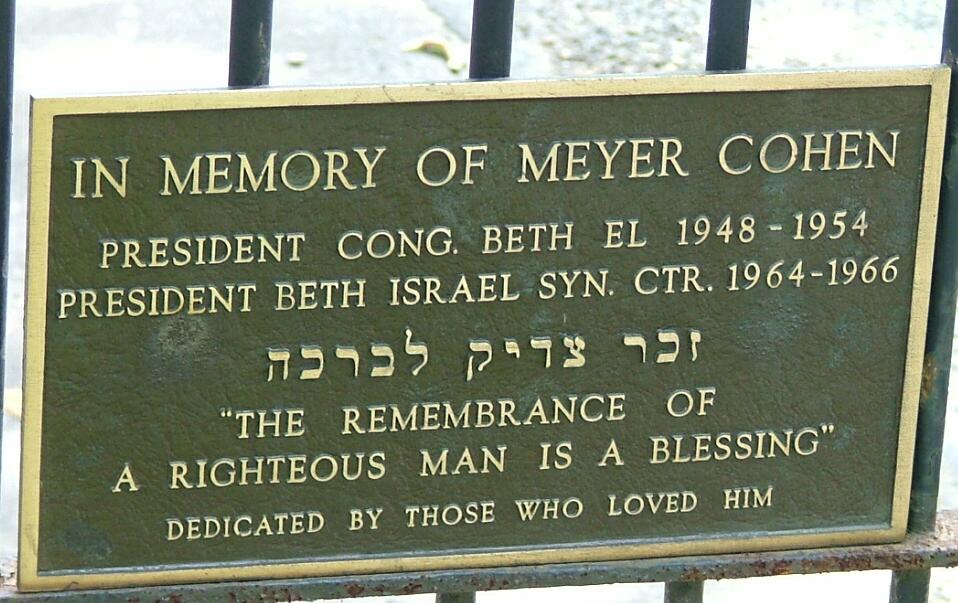 IN MEMORY OF MEYER COHEN
PRESIDENT CONG. BETH EL 1948-1954
PRESIDENT BETH ISRAEL SYN. CTR. 1964-1966
זכר צדיק לברכה
"THE REMEMBRANCE OF
A RIGHTEOUS MAN IS A BLESSING"
DEDICATED BY THOSE WHO LOVED HIM